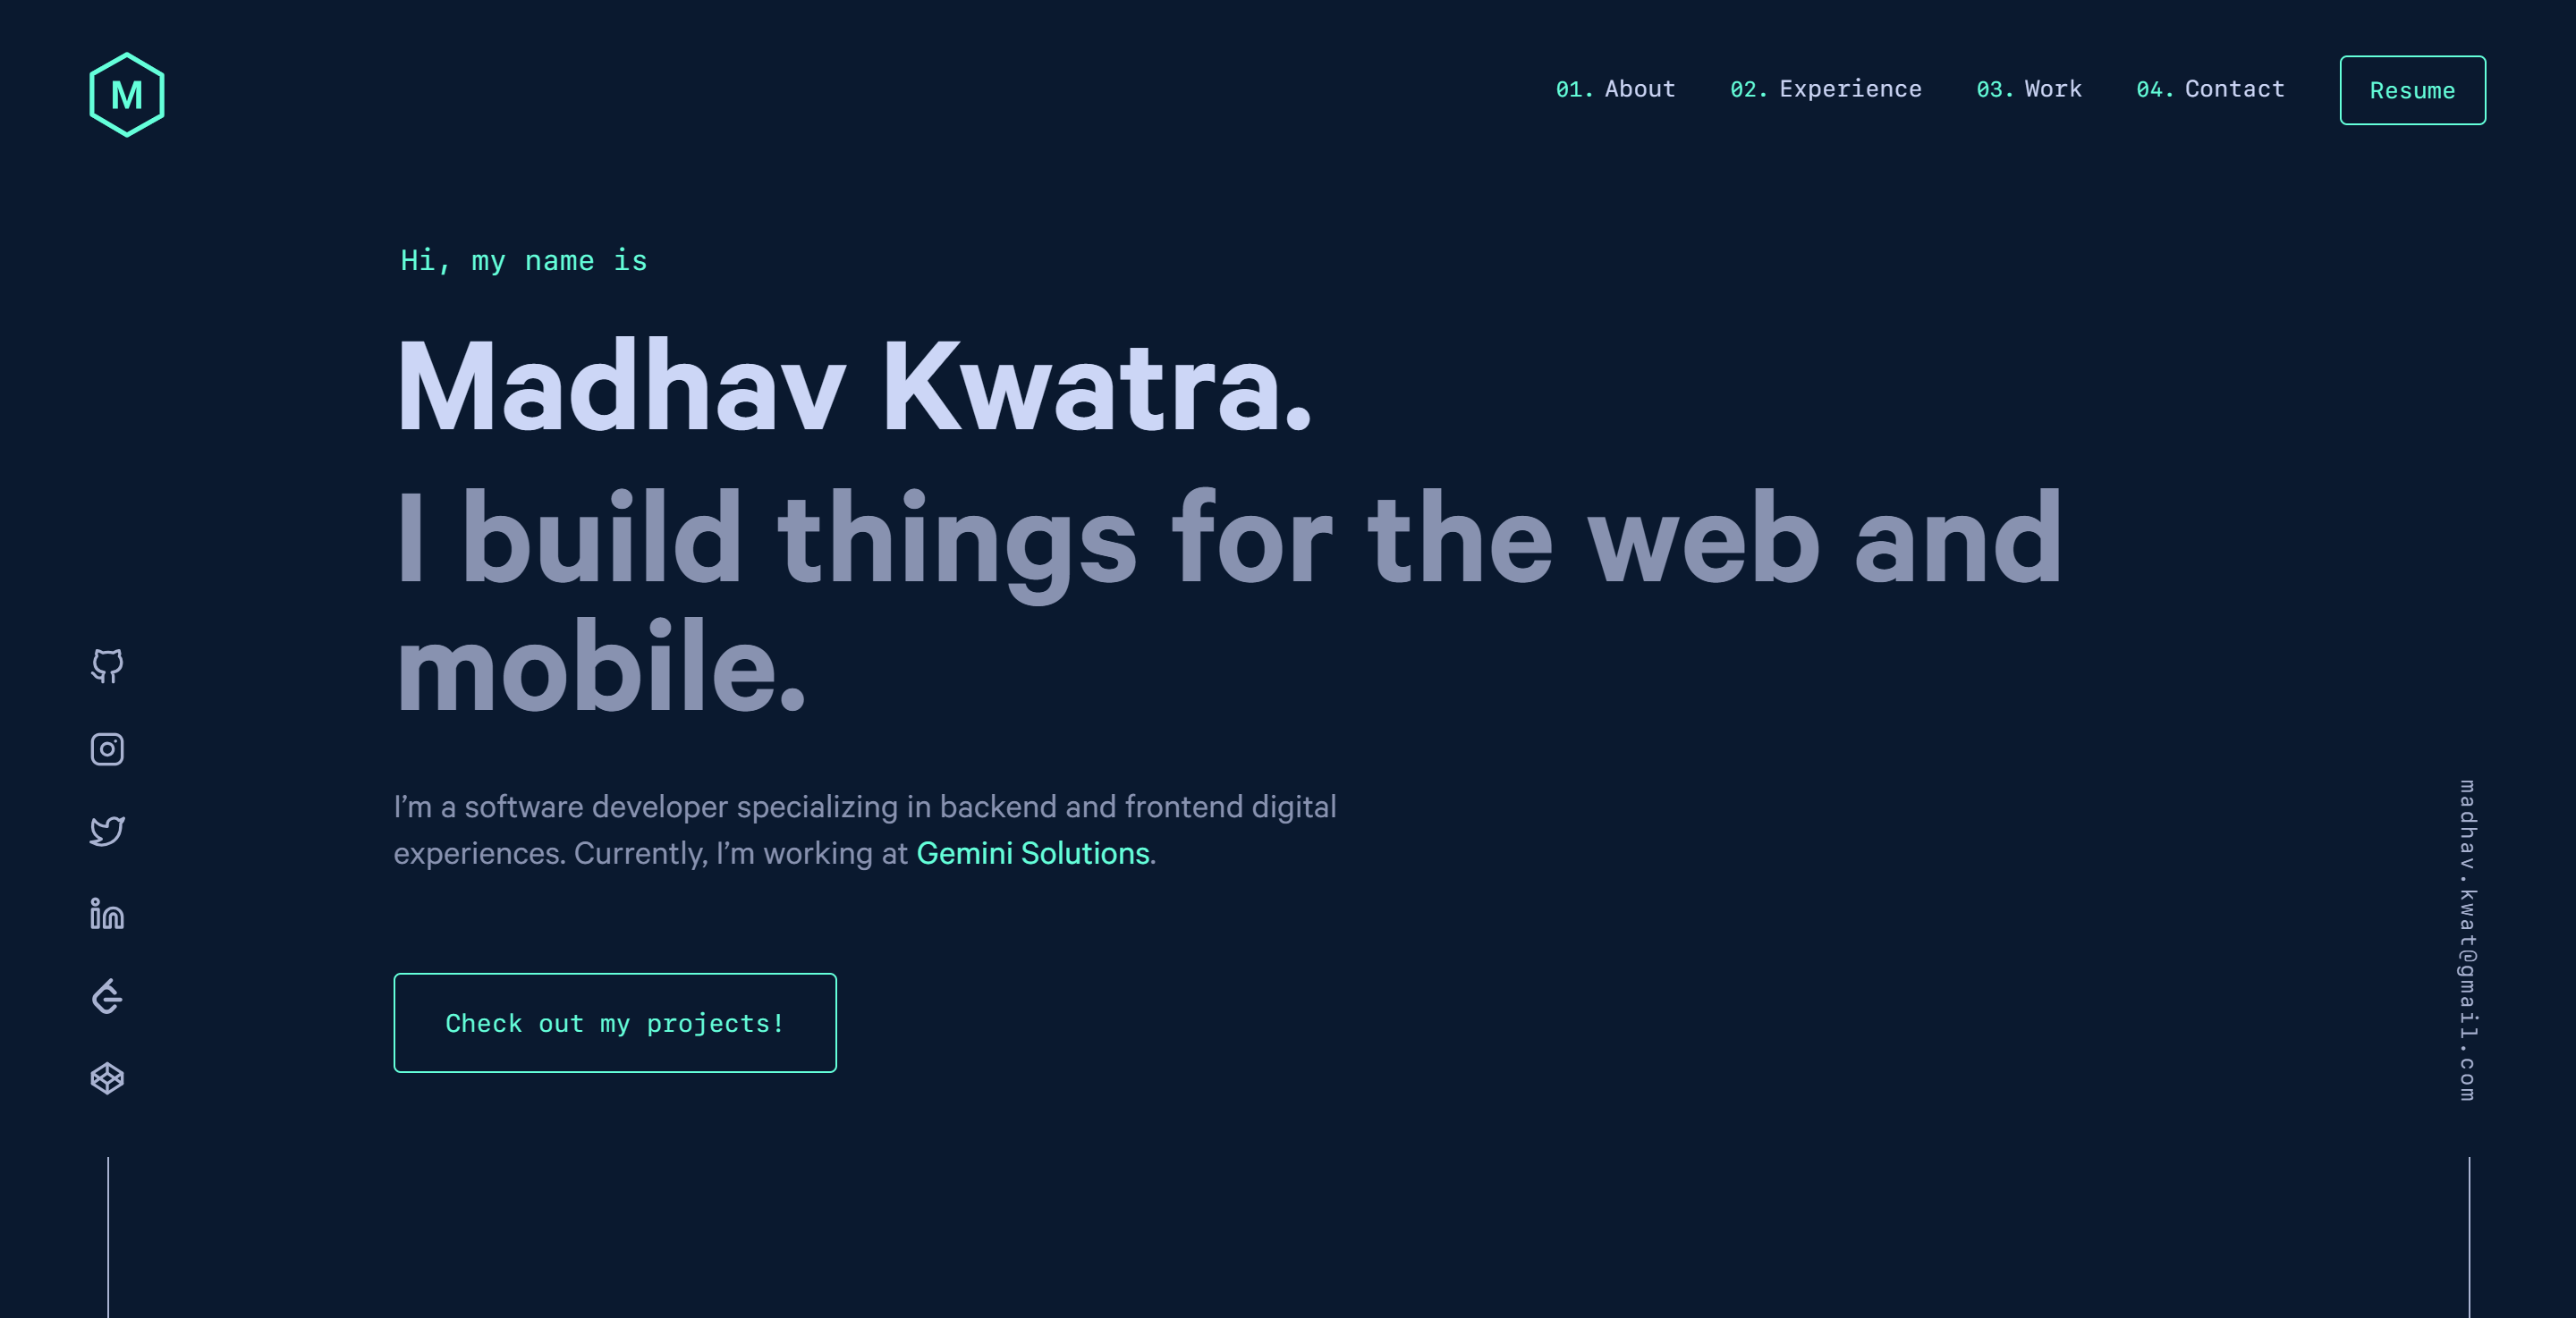 M
01. About 02. Experience 03. Work 04. Contact Resume
Hi, my name is
Madhav Kwatra.
I build things for the web and
mobile.
I’m a software developer specializing in backend and frontend digital
experiences. Currently, I’m working at Gemini Solutions.
Check out my projects!
madhav.kwat@gmail.com